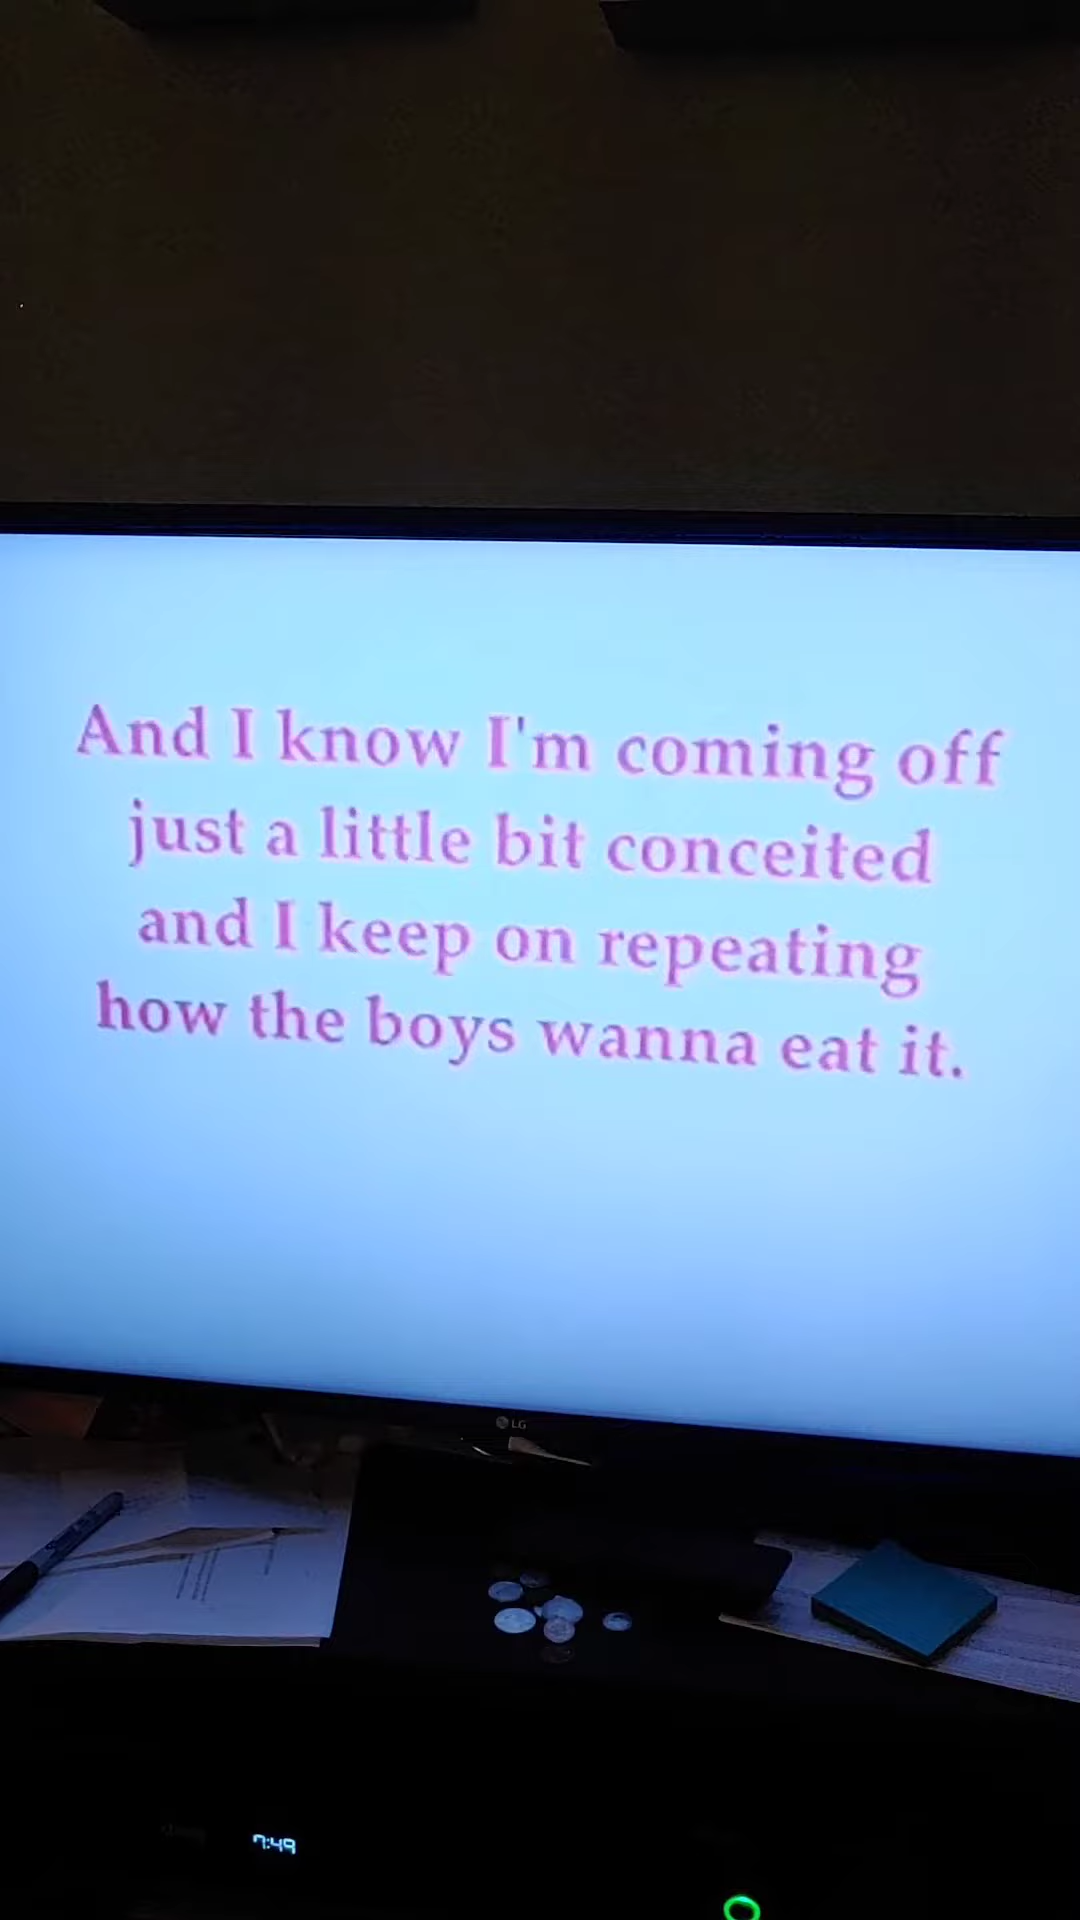 And I know I'm coming off
just a little bit conceited
and I keep on repeating
how the boys wanna eat it.
LG
7:49